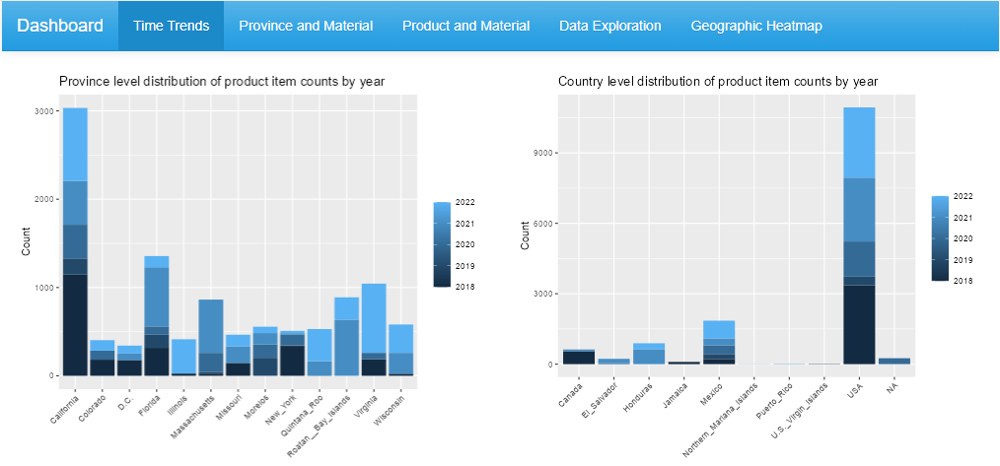 Dashboard Time Trends Province and Material Product and Material Data Exploration Geographic Heatmap
Province level distribution of product item counts by year
3000
2000
1000
0
Count
California
Colorado
D.C.
Florida
Illinois
Massachusetts
Missouri
Morelos
New_York
Quintana_Roo
Roatan__Bay_Islands
Virginia
Wisconsin
2022
2021
2020
2019
2018
Country level distribution of product item counts by year
9000
6000
3000
0
Count
Canada
El_Salvador
Honduras
Jamaica
Mexico
Northern_Mariana_Islands
Puerto_Rico
U.S._Virgin_Islands
USA
NA
2022
2021
2020
2019
2018